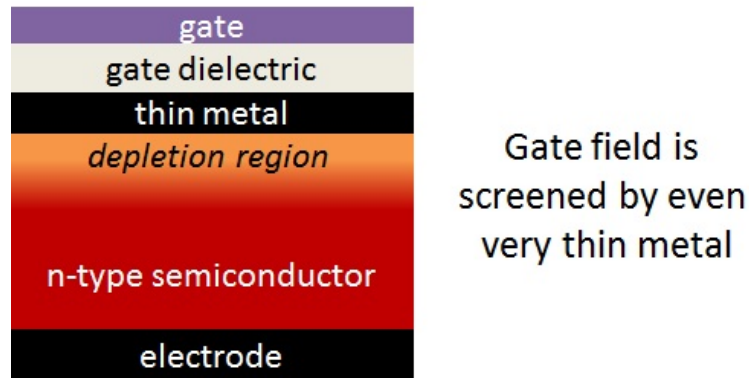 gate
gate dielectric
thin metal
depletion region
n-type semiconductor
electrode
Gate field is
screened by even
very thin metal